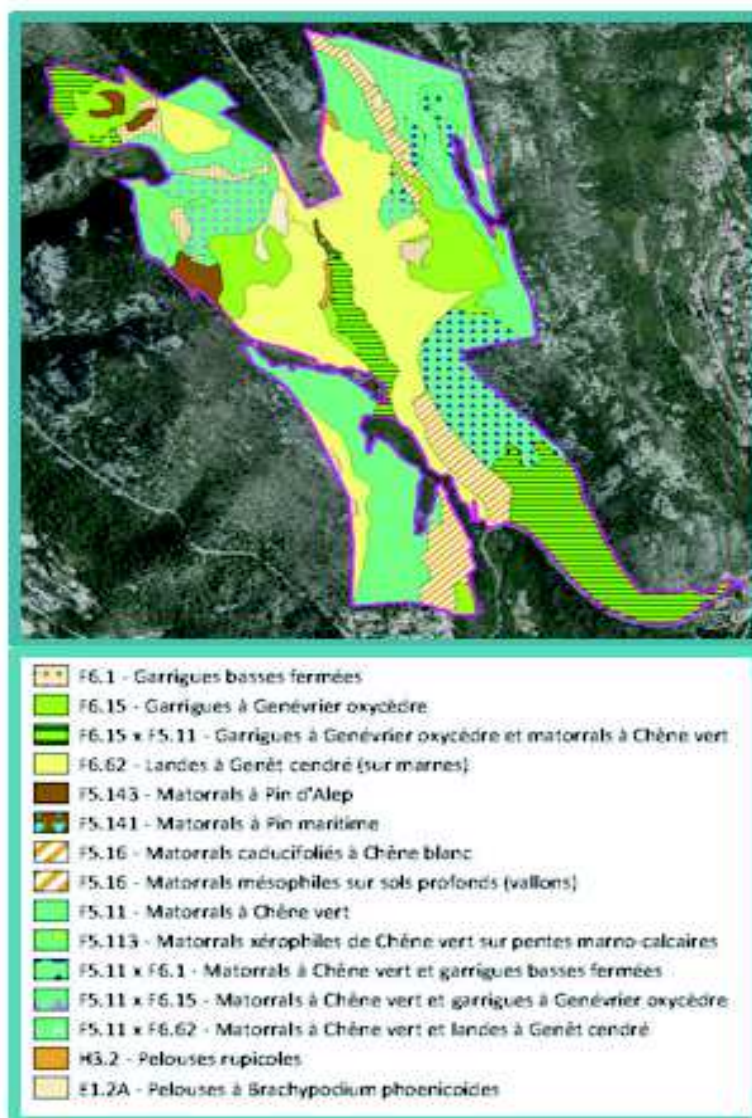 F6.1 - Garrigues basses fermées
F6.15 - Garrigues à Genévrier oxycèdre
F6.15 x F5.11 - Garrigues à Genévrier oxycèdre et matorrals à Chêne vert
F6.62 - Landes à Genêt cendré (sur marnes)
F5.143 - Matorrals à Pin d'Alep
F5.141 - Matorrals à Pin maritime
F5.16 - Matorrals caducifoliés à Chêne blanc
F5.16 - Matorrals mésophiles sur sols profonds (vallons)
F5.11 - Matorrals à Chêne vert
F5.113 - Matorrals xérophiles de Chêne vert sur pentes marno-calcaires
F5.11 x F6.1 - Matorrals à Chêne vert et garrigues basses fermées
F5.11 x F6.15 - Matorrals à Chêne vert et garrigues à Genévrier oxycèdre
F5.11 x F6.62 - Matorrals à Chêne vert et landes à Genêt cendré
H3.2 - Pelouses rupicoles
E1.2A - Pelouses à Brachypodium phoenicoides